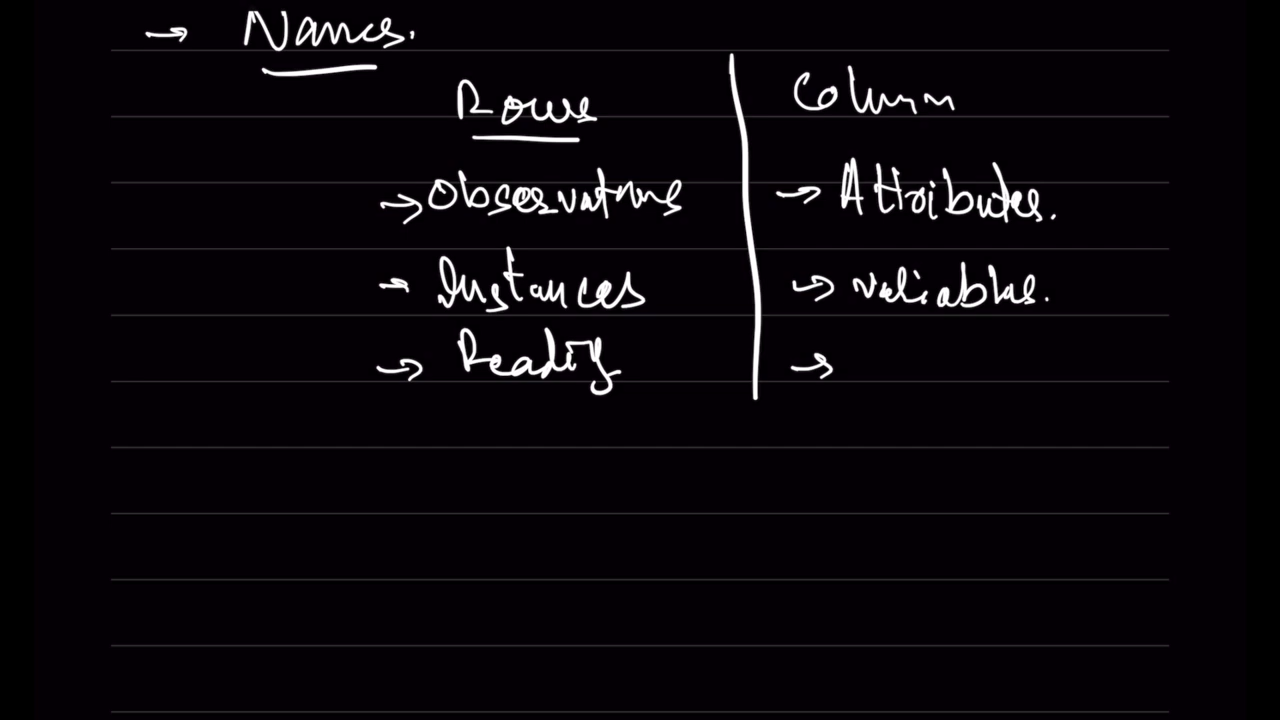 → Names.
Rows Column
→ Observations → Attributes.
→ Instances → variables.
→ Reading →